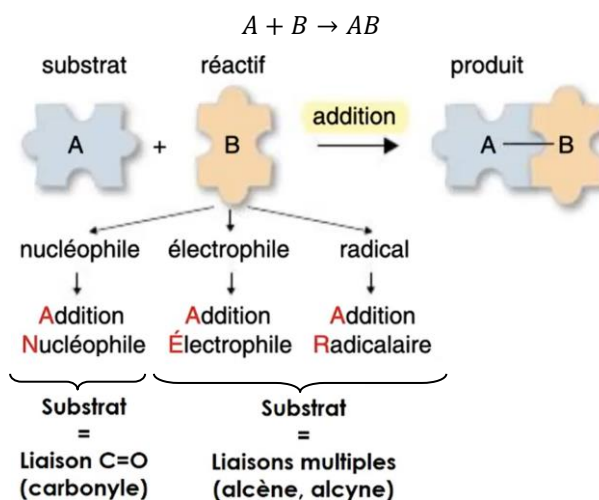 A + B → AB
substrat réactif produit
A + B addition A B
nucléophile électrophile radical
Addition Addition Addition
Nucléophile Électrophile Radicalaire
Substrat Substrat
= =
Liaison C=O Liaisons multiples
(carbonyle) (alcène, alcyne)